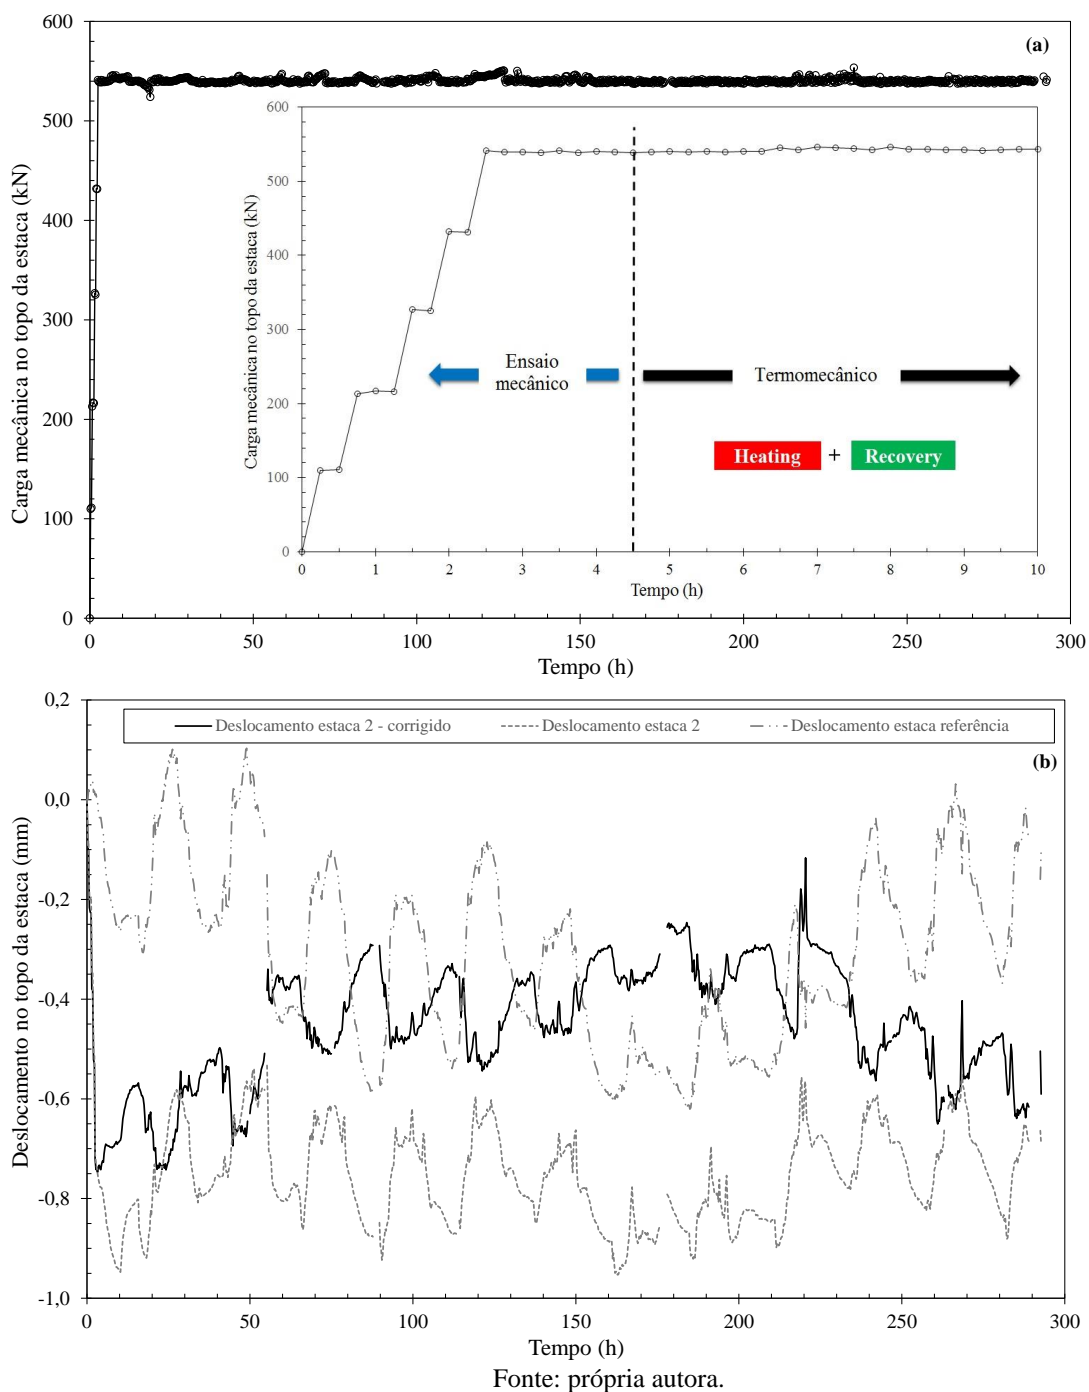 600
500
400
300
200
100
0
Carga mecânica no topo da estaca (kN)
(a)
600
500
400
300
200
100
0
Carga mecânica no topo da estaca (kN)
Ensaio
mecânico
Termomecânico
Heating + Recovery
0 1 2 3 4 5 6 7 8 9 10
Tempo (h)
0 50 100 150 200 250 300
Tempo (h)
0,2
0,0
-0,2
-0,4
-0,6
-0,8
-1,0
Deslocamento no topo da estaca (mm)
Deslocamento estaca 2 - corrigido Deslocamento estaca 2 Deslocamento estaca referência
(b)
0 50 100 150 200 250 300
Tempo (h)
Fonte: própria autora.